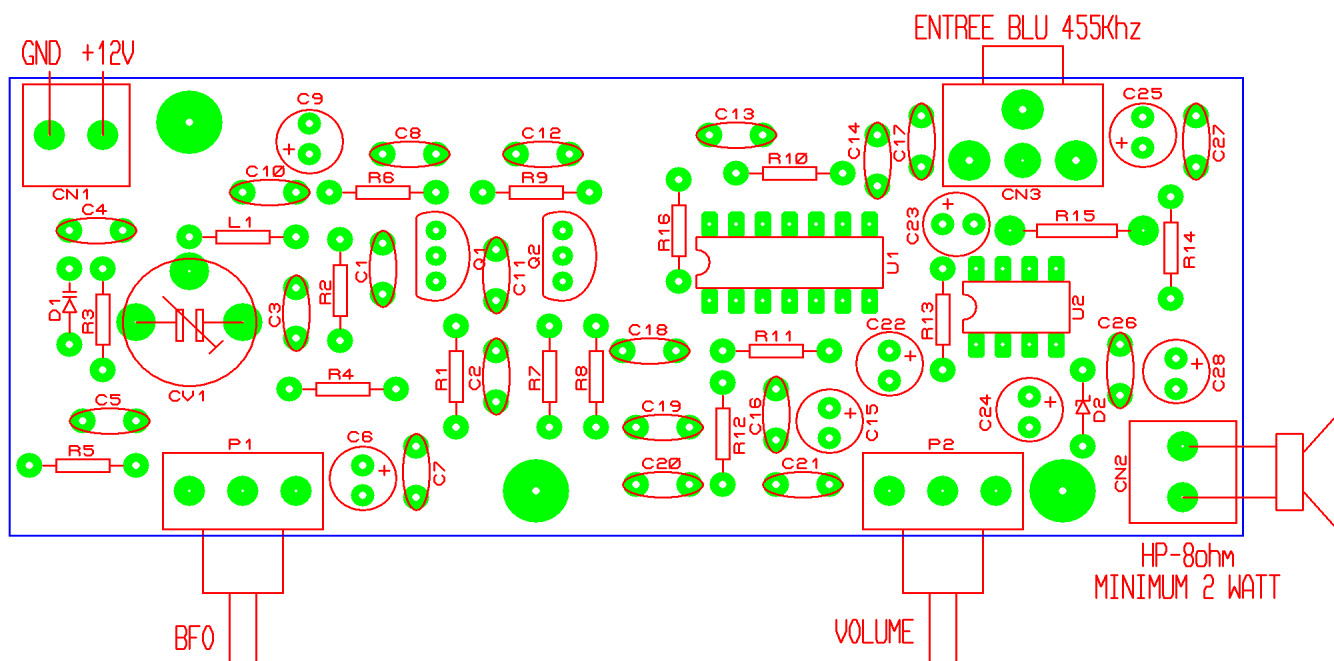 ENTREE BLU 455Khz
GND +12V
C9
C25
C8
C12
C13
C14
C17
C27
C10
R6
R9
R10
CN1
CN3
C4
L1
C23
R15
R16
R14
C1
Q1
C11
Q2
U1
D1
R3
C3
R2
R13
U2
C18
R11
C22
C26
C28
CV1
R4
R1
C2
R7
R8
C5
C19
R12
C16
C15
C24
D2
R5
P1
C6
C7
C20
C21
P2
CN2
HP-8ohm
MINIMUM 2 WATT
BFO
VOLUME